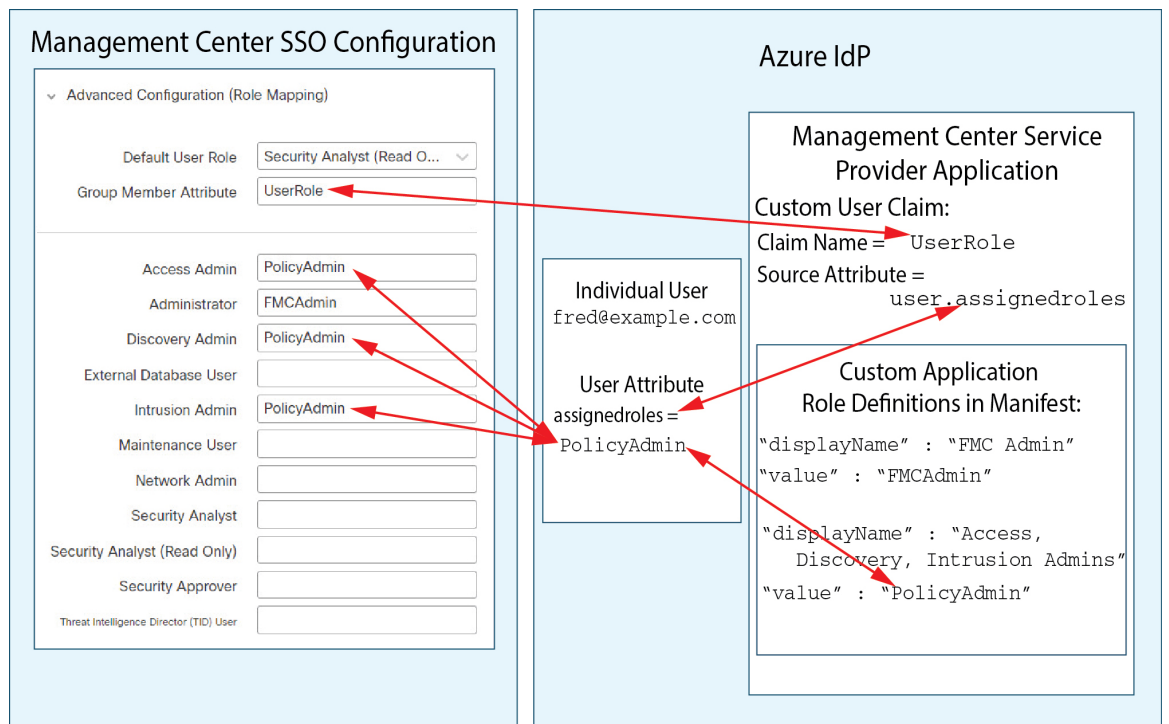 Management Center SSO Configuration
Advanced Configuration (Role Mapping)
Default User Role Security Analyst (Read O...
Group Member Attribute UserRole
Access Admin PolicyAdmin
Administrator FMCAdmin
Discovery Admin PolicyAdmin
External Database User
Intrusion Admin PolicyAdmin
Maintenance User
Network Admin
Security Analyst
Security Analyst (Read Only)
Security Approver
Threat Intelligence Director (TID) User
Azure IdP
Individual User
fred@example.com
User Attribute
assignedroles =
PolicyAdmin
Management Center Service
Provider Application
Custom User Claim:
Claim Name = UserRole
Source Attribute =
user.assignedroles
Custom Application
Role Definitions in Manifest:
“displayName” : “FMC Admin”
“value” : “FMCAdmin”
“displayName” : “Access,
Discovery, Intrusion Admins”
“value” : “PolicyAdmin”